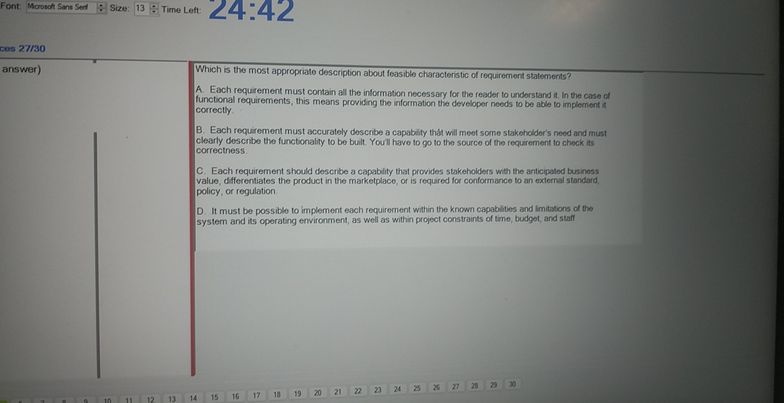 Font: Microsoft Sans Serif Size: 13 Time Left: 24:42
ces 27/30
answer)
Which is the most appropriate description about feasible characteristic of requirement statements?
A. Each requirement must contain all the information necessary for the reader to understand it. In the case of
functional requirements, this means providing the information the developer needs to be able to implement it
correctly.
B. Each requirement must accurately describe a capability that will meet some stakeholder's need and must
clearly describe the functionality to be built. You'll have to go to the source of the requirement to check its
correctness.
C. Each requirement should describe a capability that provides stakeholders with the anticipated business
value, differentiates the product in the marketplace, or is required for conformance to an external standard,
policy, or regulation.
D. It must be possible to implement each requirement within the known capabilities and limitations of the
system and its operating environment, as well as within project constraints of time, budget, and staff
9 10 11 12 13 14 15 16 17 18 19 20 21 22 23 24 25 26 27 28 29 30